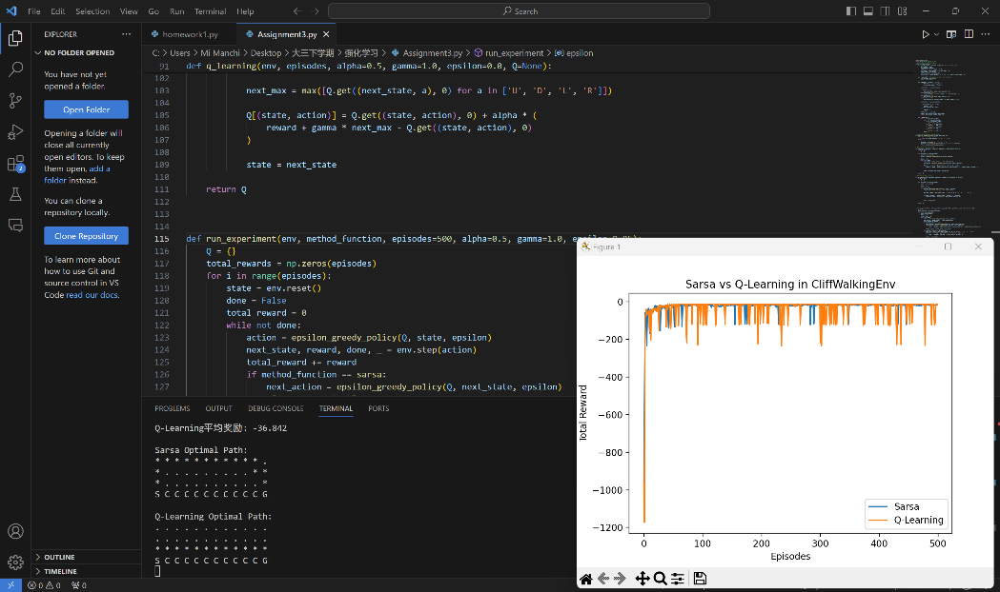 File Edit Selection View Go Run Terminal Help
Search
EXPLORER
NO FOLDER OPENED
You have not yet
opened a folder.
Open Folder
Opening a folder will
close all currently
open editors. To keep
them open, add a
folder instead.
You can clone a
repository locally.
Clone Repository
To learn more about
how to use Git and
source control in VS
Code read our docs.
OUTLINE
TIMELINE
2
homework1.py
Assignment3.py
C: > Users > Mi Manchi > Desktop > 大三下学期 > 强化学习 > Assignment3.py > run_experiment > epsilon
91 def q_learning(env, episodes, alpha=0.5, gamma=1.0, epsilon=0.0, Q=None):
102
103 next_max = max([Q.get((next_state, a), 0) for a in ['U', 'D', 'L', 'R']])
104
105 Q[(state, action)] = Q.get((state, action), 0) + alpha * (
106 reward + gamma * next_max - Q.get((state, action), 0)
107 )
108
109 state = next_state
110
111 return Q
112
113
114
115 def run_experiment(env, method_function, episodes=500, alpha=0.5, gamma=1.0,
116 Q = {}
117 total_rewards = np.zeros(episodes)
118 for i in range(episodes):
119 state = env.reset()
120 done = False
121 total_reward = 0
122 while not done:
123 action = epsilon_greedy_policy(Q, state, epsilon)
124 next_state, reward, done, _ = env.step(action)
125 total_reward += reward
126 if method_function == sarsa:
127 next_action = epsilon_greedy_policy(Q, next_state, epsilon)
PROBLEMS OUTPUT DEBUG CONSOLE TERMINAL PORTS
Q-Learning平均奖励: -36.842
Sarsa Optimal Path:
* * * * * * * * * * * .
* . . . . . . . . . * *
* . . . . . . . . . . *
S C C C C C C C C C C G
Q-Learning Optimal Path:
. . . . . . . . . . . .
. . . . . . . . . . . .
* * * * * * * * * * * *
S C C C C C C C C C C G
0 0 0
Figure 1
Sarsa vs Q-Learning in CliffWalkingEnv
Total Reward
0
−200
−400
−600
−800
−1000
−1200
0 100 200 300 400 500
Episodes
Sarsa
Q-Learning